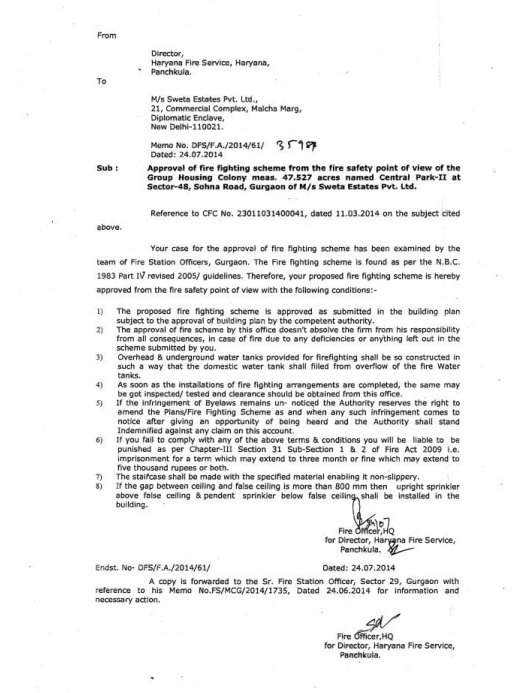 From
Director,
Haryana Fire Service, Haryana,
Panchkula.
To
M/s Sweta Estates Pvt. Ltd.,
21, Commercial Complex, Malcha Marg,
Diplomatic Enclave,
New Delhi-110021.
Memo No. DFS/F.A./2014/61/
Dated: 24.07.2014
Sub : Approval of fire fighting scheme from the fire safety point of view of the
Group Housing Colony meas. 47.527 acres named Central Park-II at
Sector-48, Sohna Road, Gurgaon of M/s Sweta Estates Pvt. Ltd.
Reference to CFC No. 23011031400041, dated 11.03.2014 on the subject cited
above.
Your case for the approval of fire fighting scheme has been examined by the
team of Fire Station Officers, Gurgaon. The Fire fighting scheme is found as per the N.B.C.
1983 Part IV revised 2005/ guidelines. Therefore, your proposed fire fighting scheme is hereby
approved from the fire safety point of view with the following conditions:-
1) The proposed fire fighting scheme is approved as submitted in the building plan
subject to the approval of building plan by the competent authority.
2) The approval of fire scheme by this office doesn't absolve the firm from his responsibility
from all consequences, in case of fire due to any deficiencies or anything left out in the
scheme submitted by you.
3) Overhead & underground water tanks provided for firefighting shall be so constructed in
such a way that the domestic water tank shall filled from overflow of the fire Water
tanks.
4) As soon as the installations of fire fighting arrangements are completed, the same may
be got inspected/ tested and clearance should be obtained from this office.
5) If the infringement of Byelaws remains un- noticed the Authority reserves the right to
amend the Plans/Fire Fighting Scheme as and when any such infringement comes to
notice after giving an opportunity of being heard and the Authority shall stand
Indemnified against any claim on this account.
6) If you fail to comply with any of the above terms & conditions you will be liable to be
punished as per Chapter-III Section 31 Sub-Section 1 & 2 of Fire Act 2009 i.e.
imprisonment for a term which may extend to three month or fine which may extend to
five thousand rupees or both.
7) The staircase shall be made with the specified material enabling it non-slippery.
8) If the gap between ceiling and false ceiling is more than 800 mm then upright sprinkler
above false ceiling & pendent sprinkler below false ceiling shall be installed in the
building.
Fire Officer,HQ
for Director, Haryana Fire Service,
Panchkula.
Endst. No- DFS/F.A./2014/61/ Dated: 24.07.2014
A copy is forwarded to the Sr. Fire Station Officer, Sector 29, Gurgaon with
reference to his Memo No.FS/MCG/2014/1735, Dated 24.06.2014 for information and
necessary action.
Sd
Fire Officer,HQ
for Director, Haryana Fire Service,
Panchkula.